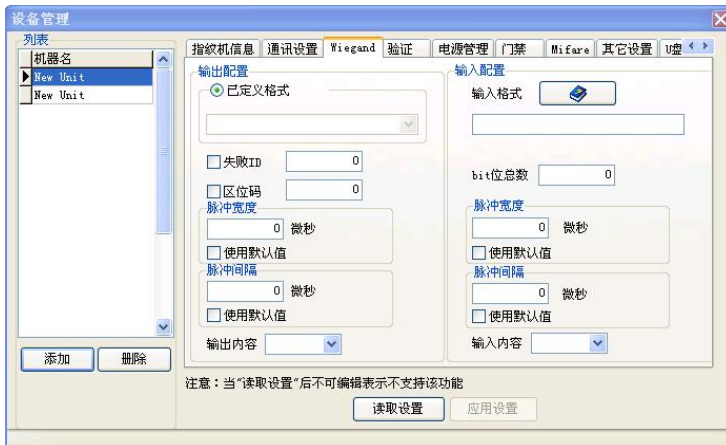 设备管理
列表
机器名
New Unit
New Unit
添加 删除
指纹机信息 通讯设置 Wiegand 验证 电源管理 门禁 Mifare 其它设置 U盘
输出配置
已定义格式
失败ID 0
区位码 0
脉冲宽度
0 微秒
使用默认值
脉冲间隔
0 微秒
使用默认值
输出内容
输入配置
输入格式
bit位总数 0
脉冲宽度
0 微秒
使用默认值
脉冲间隔
0 微秒
使用默认值
输入内容
注意：当"读取设置"后不可编辑表示不支持该功能
读取设置 应用设置